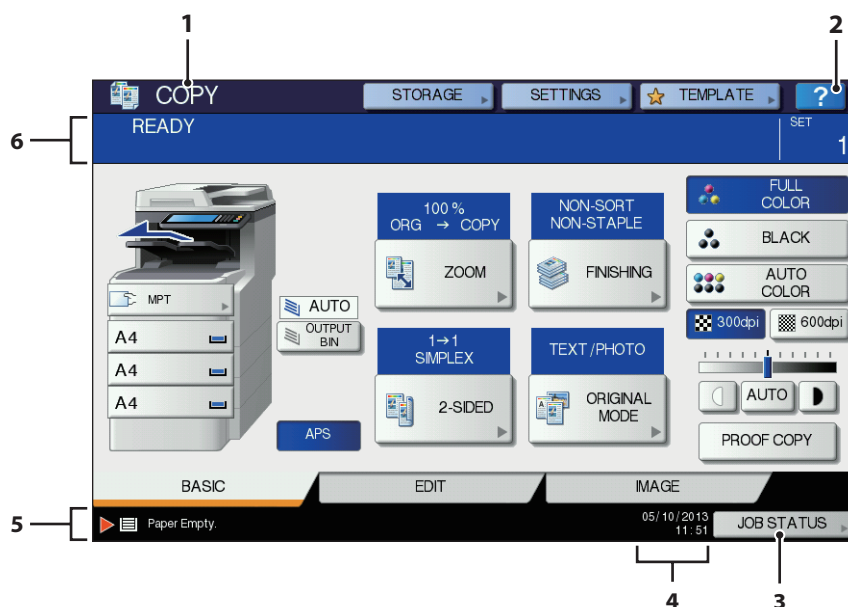 1
2
COPY
STORAGE
SETTINGS
TEMPLATE
?
6
READY
SET
1
100 %
ORG → COPY
ZOOM
NON-SORT
NON-STAPLE
FINISHING
FULL
COLOR
BLACK
AUTO
COLOR
300dpi
600dpi
MPT
A4
A4
A4
AUTO
OUTPUT
BIN
APS
1→1
SIMPLEX
2-SIDED
TEXT/PHOTO
ORIGINAL
MODE
AUTO
PROOF COPY
BASIC
EDIT
IMAGE
5
Paper Empty.
05/10/2013
11:51
JOB STATUS
4
3